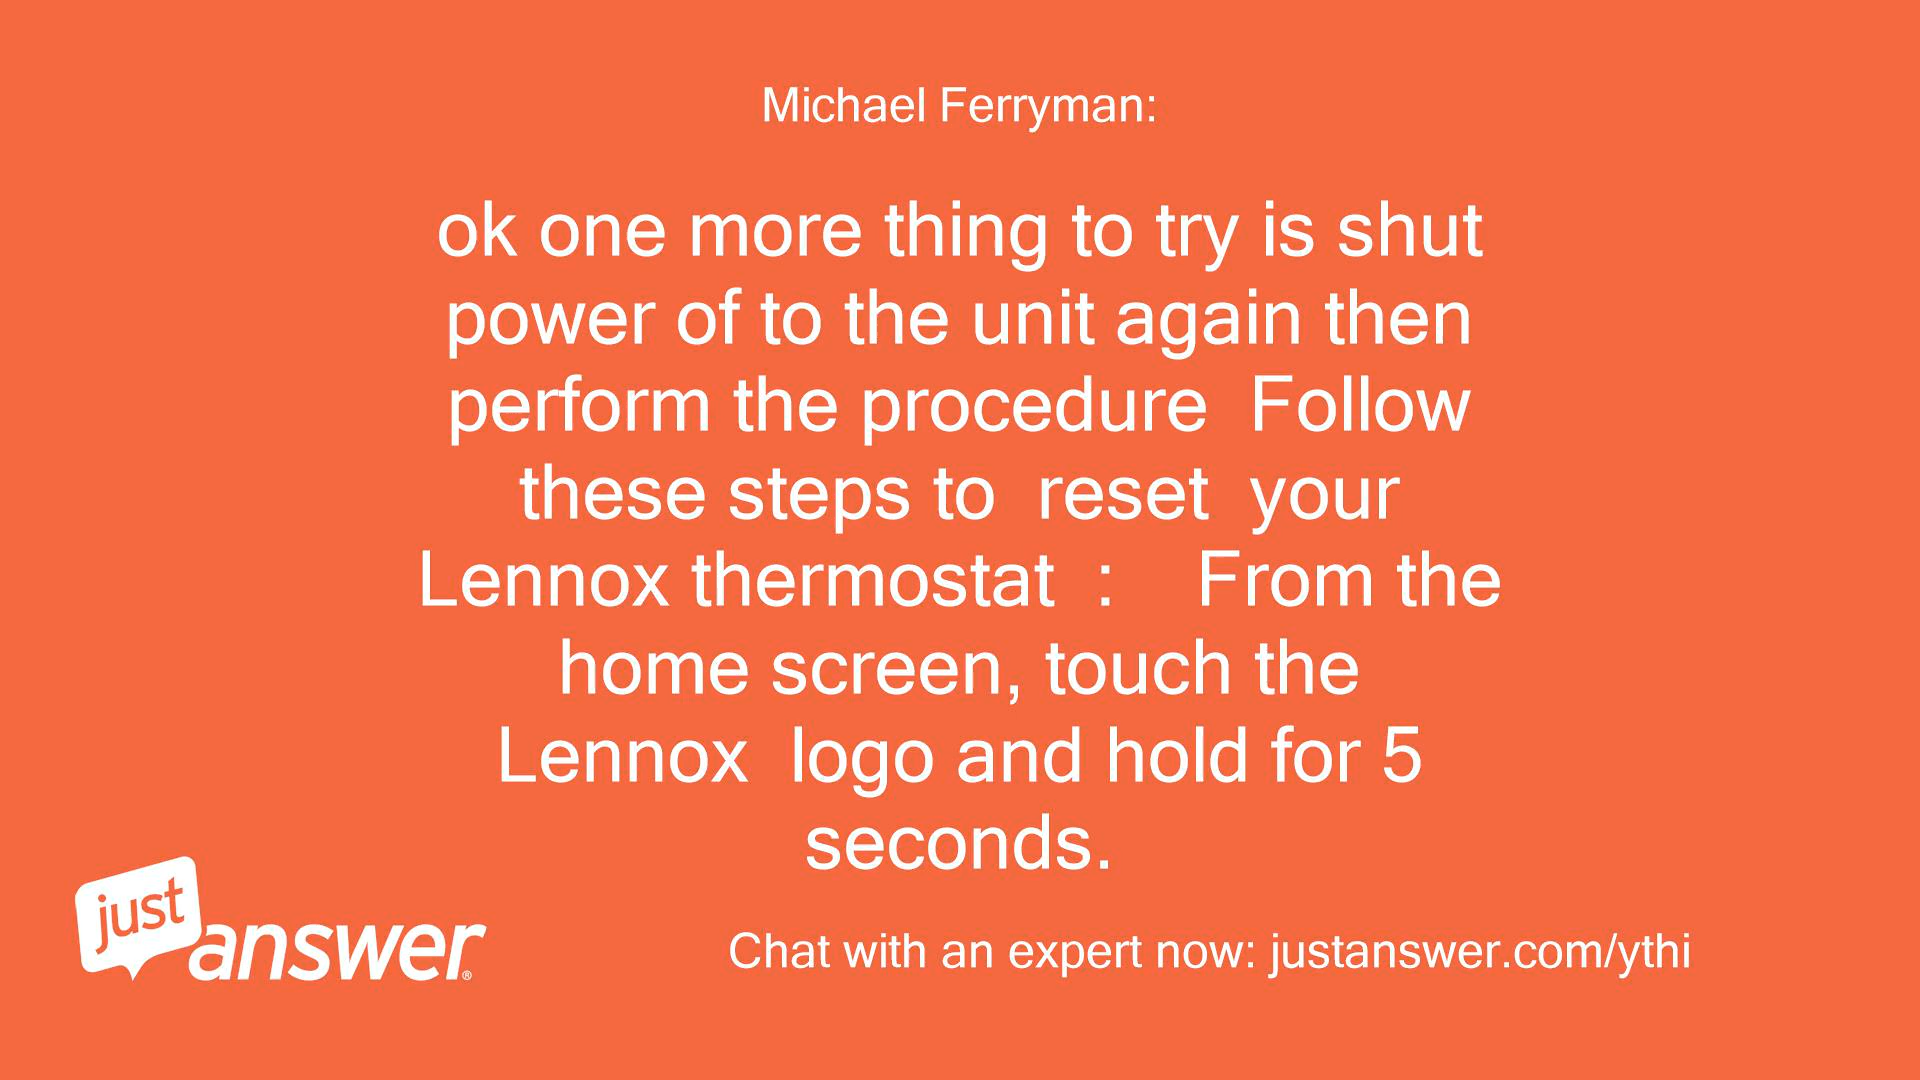 Michael Ferryman:
ok one more thing to try is shut
power of to the unit again then
perform the procedure  Follow
these steps to  reset  your
Lennox thermostat  :    From the
home screen, touch the
Lennox  logo and hold for 5
seconds.
just
answer®
Chat with an expert now: justanswer.com/ythi